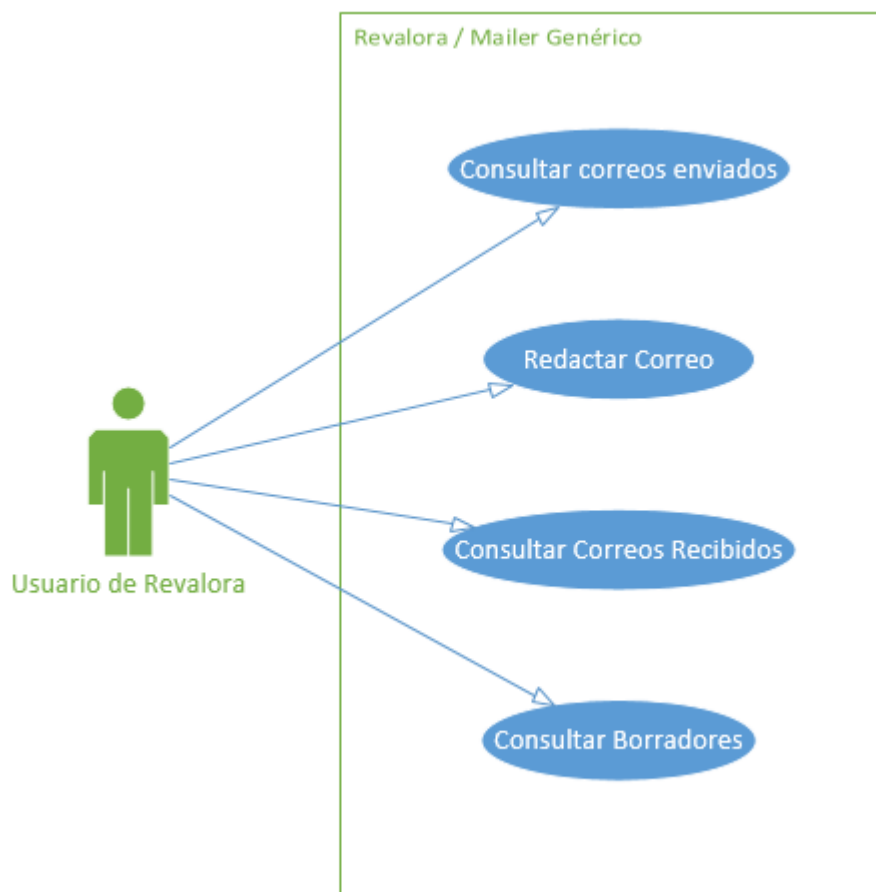 Revalora / Mailer Genérico
Consultar correos enviados
Redactar Correo
Consultar Correos Recibidos
Usuario de Revalora
Consultar Borradores